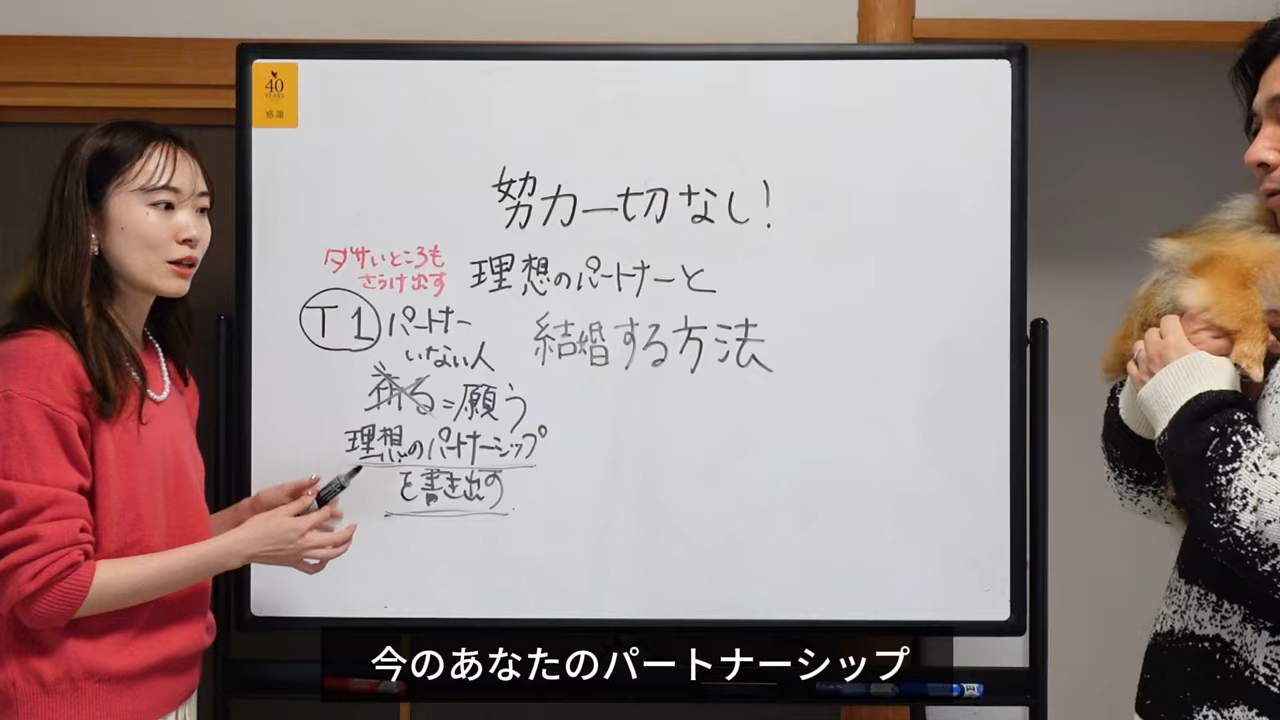 40
YEARS
感謝
努力一切なし!
ダサいところも
さらけ出す
理想のパートナーと
結婚する方法
T1
パートナー
いない人
祈る=願う
理想のパートナーシップ
を書き出す
今のあなたのパートナーシップ